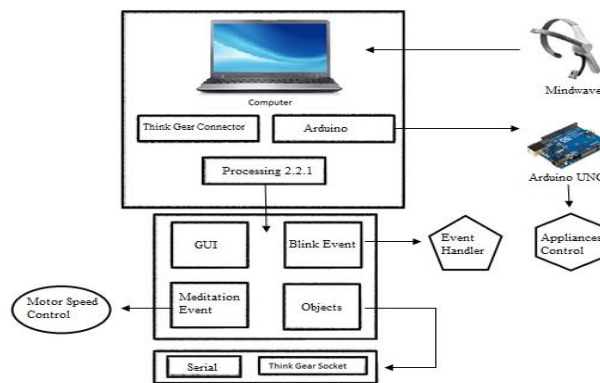 Computer
Mindwave
Think Gear Connector
Arduino
Processing 2.2.1
Arduino UNO
GUI
Blink Event
Event
Handler
Appliances
Control
Motor Speed
Control
Meditation
Event
Objects
Serial
Think Gear Socket